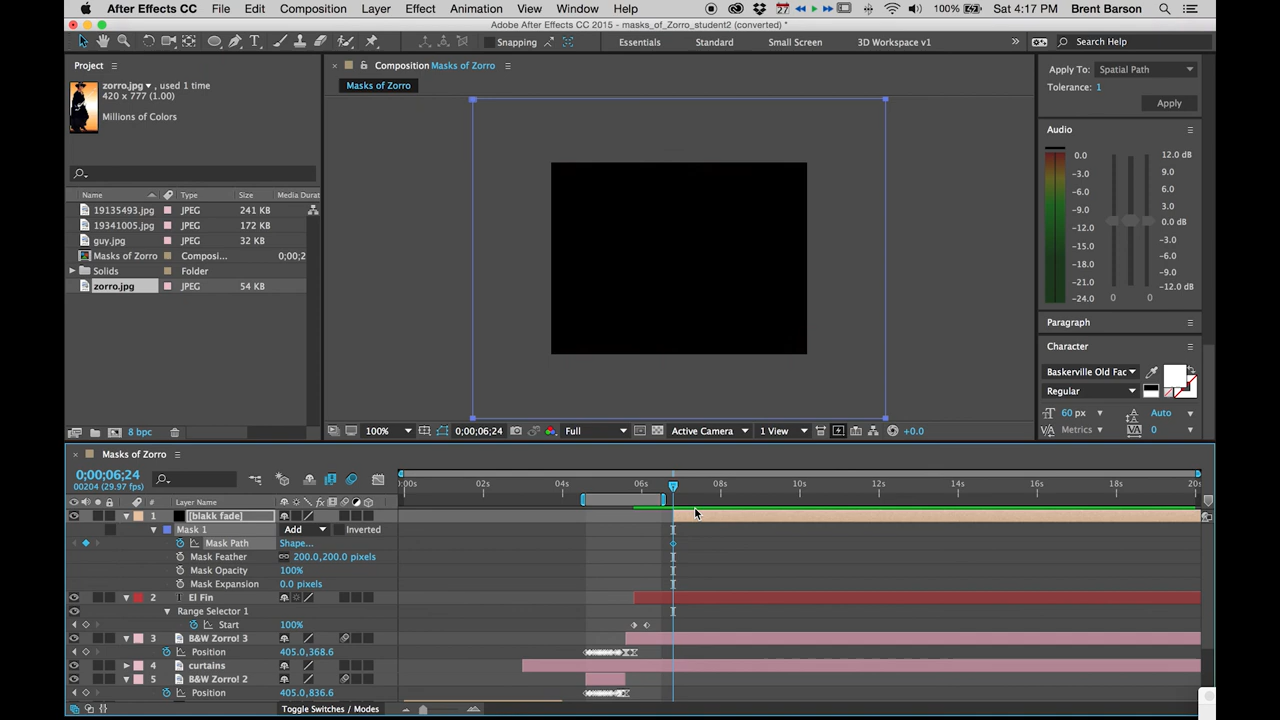 After Effects CC File Edit Composition Layer Effect Animation View Window Help 27 100% Sat 4:17 PM Brent Barson
Adobe After Effects CC 2015 - masks_of_Zorro_student2 (converted) *
Snapping Essentials Standard Small Screen 3D Workspace v1 » Search Help
Project
Composition Masks of Zorro
Apply To: Spatial Path
zorro.jpg , used 1 time
Masks of Zorro
Tolerance: 1
420 x 777 (1.00)
Apply
Millions of Colors
Audio
0.0 12.0 dB
-3.0 9.0
-6.0 6.0
-9.0 3.0
-12.0 0.0 dB
-15.0 -3.0
-18.0 -6.0
-21.0 -9.0
-24.0 0 0 -12.0 dB
Name Type Size Media Durat
19135493.jpg JPEG 241 KB
19341005.jpg JPEG 172 KB
guy.jpg JPEG 32 KB
Masks of Zorro Composi... 0;00;2
Solids Folder
zorro.jpg JPEG 54 KB
Paragraph
Character
Baskerville Old Fac
Regular
60 px Auto
Metrics 0
8 bpc
100% 0;00;06;24 Full Active Camera 1 View +0.0
Masks of Zorro
0;00;06;24
00204 (29.97 fps)
:00s 02s 04s 06s 08s 10s 12s 14s 16s 18s 20s
# Layer Name
1 [blakk fade]
Mask 1 Add Inverted
Mask Path Shape...
Mask Feather 200.0,200.0 pixels
Mask Opacity 100%
Mask Expansion 0.0 pixels
2 T El Fin
Range Selector 1
Start 100%
3 B&W Zorro! 3
Position 405.0,368.6
4 curtains
5 B&W Zorro! 2
Position 405.0,836.6
Toggle Switches / Modes